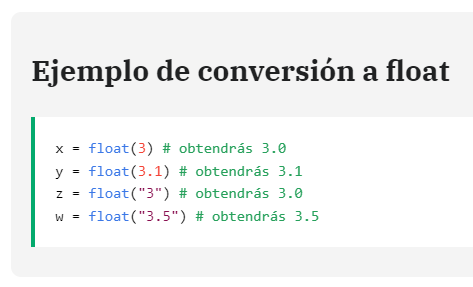 Ejemplo de conversión a float
x = float(3) # obtendrás 3.0
y = float(3.1) # obtendrás 3.1
z = float("3") # obtendrás 3.0
w = float("3.5") # obtendrás 3.5